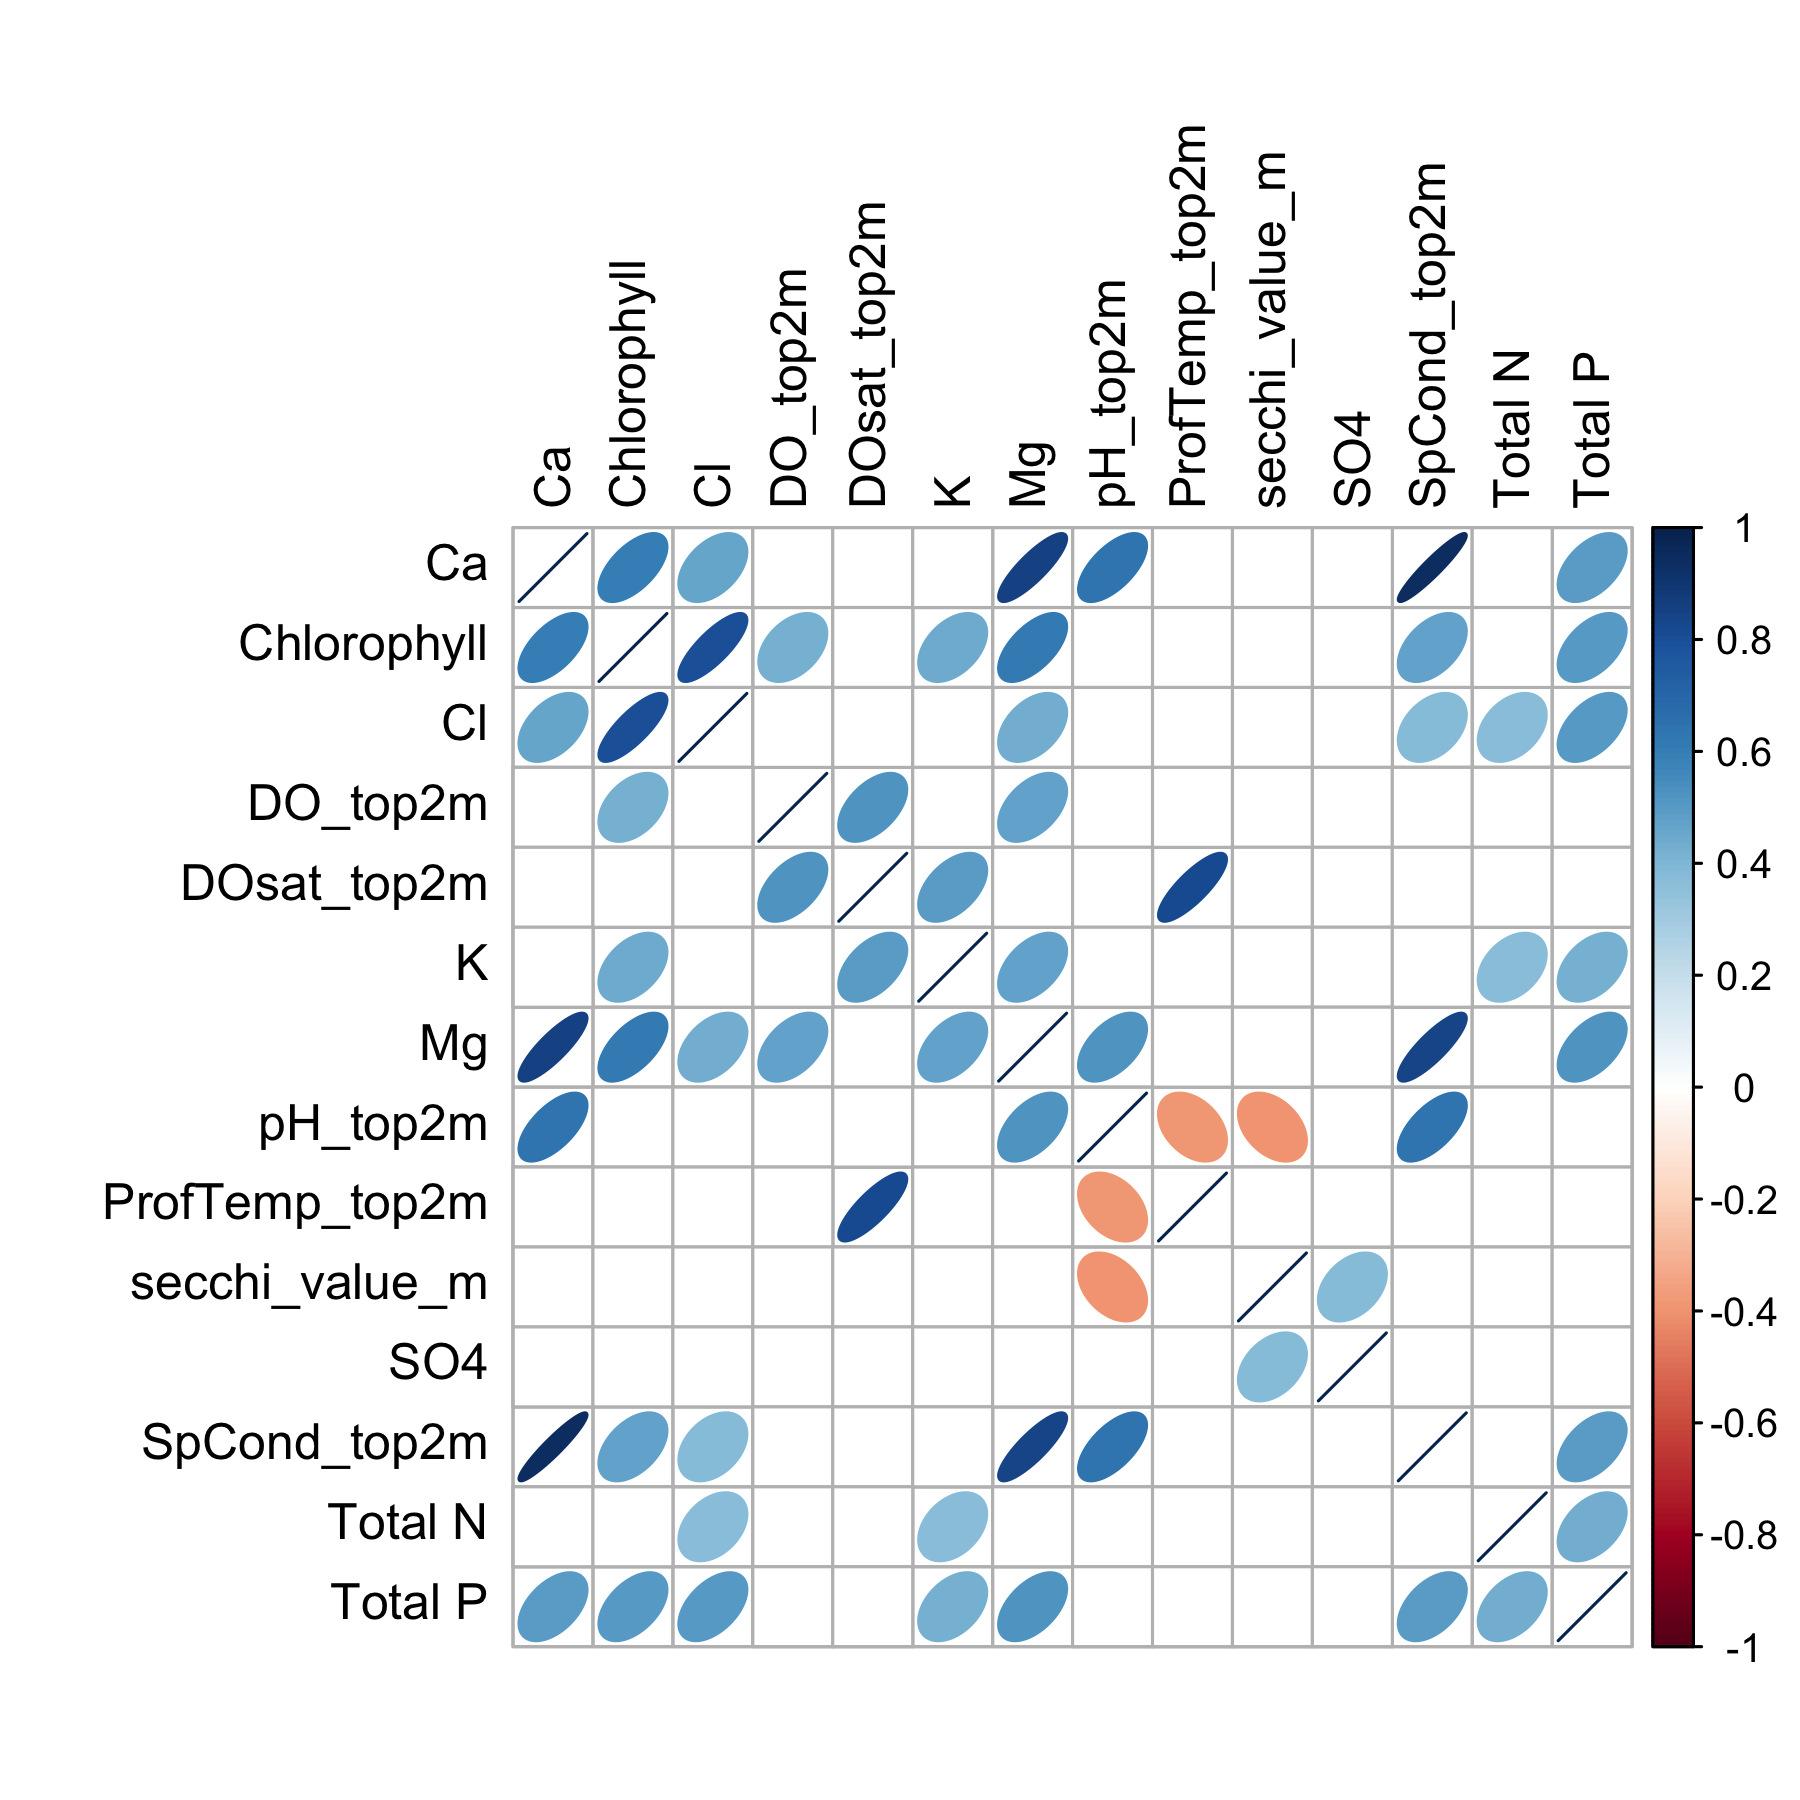 Ca
Chlorophyll
Cl
DO_top2m
DOsat_top2m
K
Mg
pH_top2m
ProfTemp_top2m
secchi_value_m
SO4
SpCond_top2m
Total N
Total P
Ca
Chlorophyll
Cl
DO_top2m
DOsat_top2m
K
Mg
pH_top2m
ProfTemp_top2m
secchi_value_m
SO4
SpCond_top2m
Total N
Total P
1
0.8
0.6
0.4
0.2
0
-0.2
-0.4
-0.6
-0.8
-1